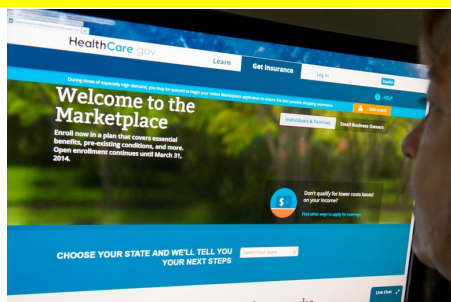 HealthCare.gov
Learn
Get Insurance
Log in
During times of especially high demand, you may be queued to begin your online Marketplace application to ensure the best possible shopping experience.
HELP
Welcome to the
Marketplace
Individuals & Families
Small Business Owners
Enroll now in a plan that covers essential
benefits, pre-existing conditions, and more.
Open enrollment continues until March 31,
2014.
Don't qualify for lower costs based
on your income?
Find other ways to apply for coverage
CHOOSE YOUR STATE AND WE'LL TELL YOU
YOUR NEXT STEPS
Live Chat